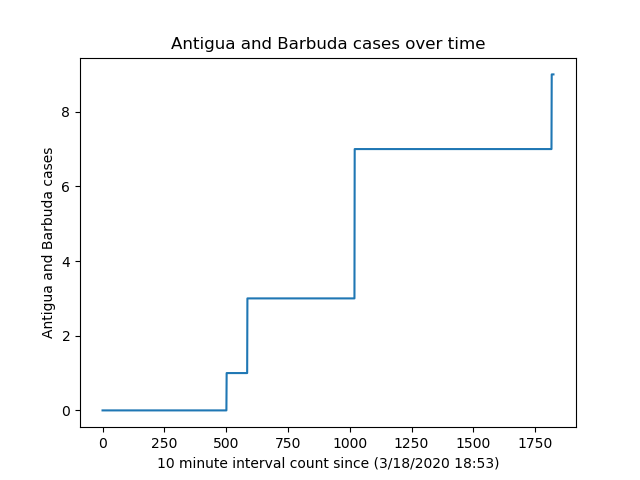 Antigua and Barbuda cases over time
8
6
4
2
0
Antigua and Barbuda cases
0 250 500 750 1000 1250 1500 1750
10 minute interval count since (3/18/2020 18:53)